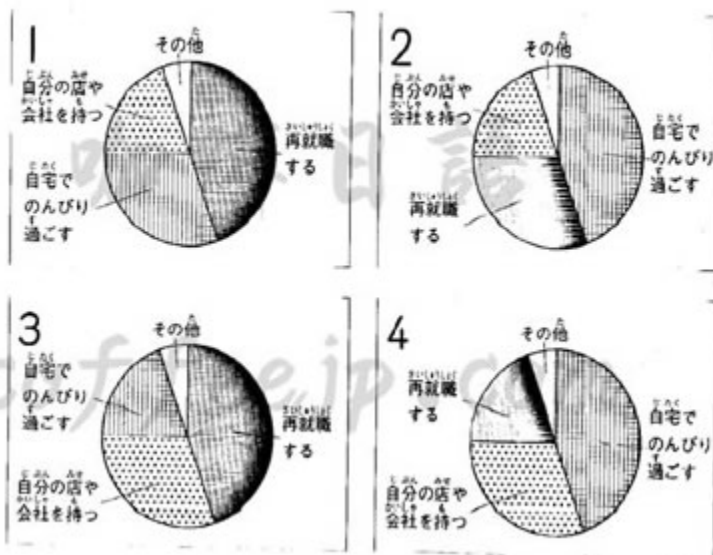 1
その他
自分の店や
会社を持つ
再就職
する
自宅で
のんびり
過ごす
2
その他
自分の店や
会社を持つ
自宅で
のんびり
過ごす
再就職
する
3
その他
自宅で
のんびり
過ごす
再就職
する
自分の店や
会社を持つ
4
その他
再就職
する
自宅で
のんびり
過ごす
自分の店や
会社を持つ